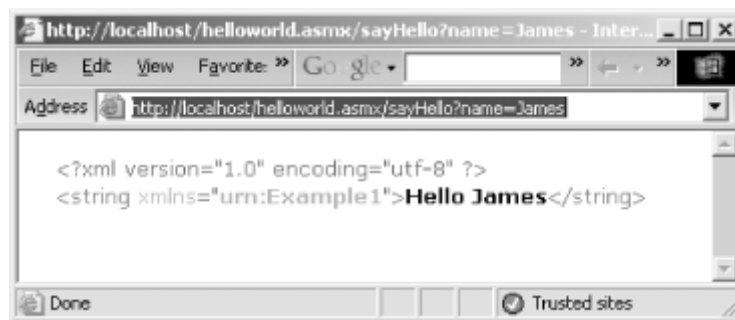 http://localhost/helloworld.asmx/sayHello?name=James - Inter...
File Edit View Favorite: » Google » »
Address http://localhost/helloworld.asmx/sayHello?name=James
<?xml version="1.0" encoding="utf-8" ?>
<string xmlns="urn:Example1">Hello James</string>
Done Trusted sites